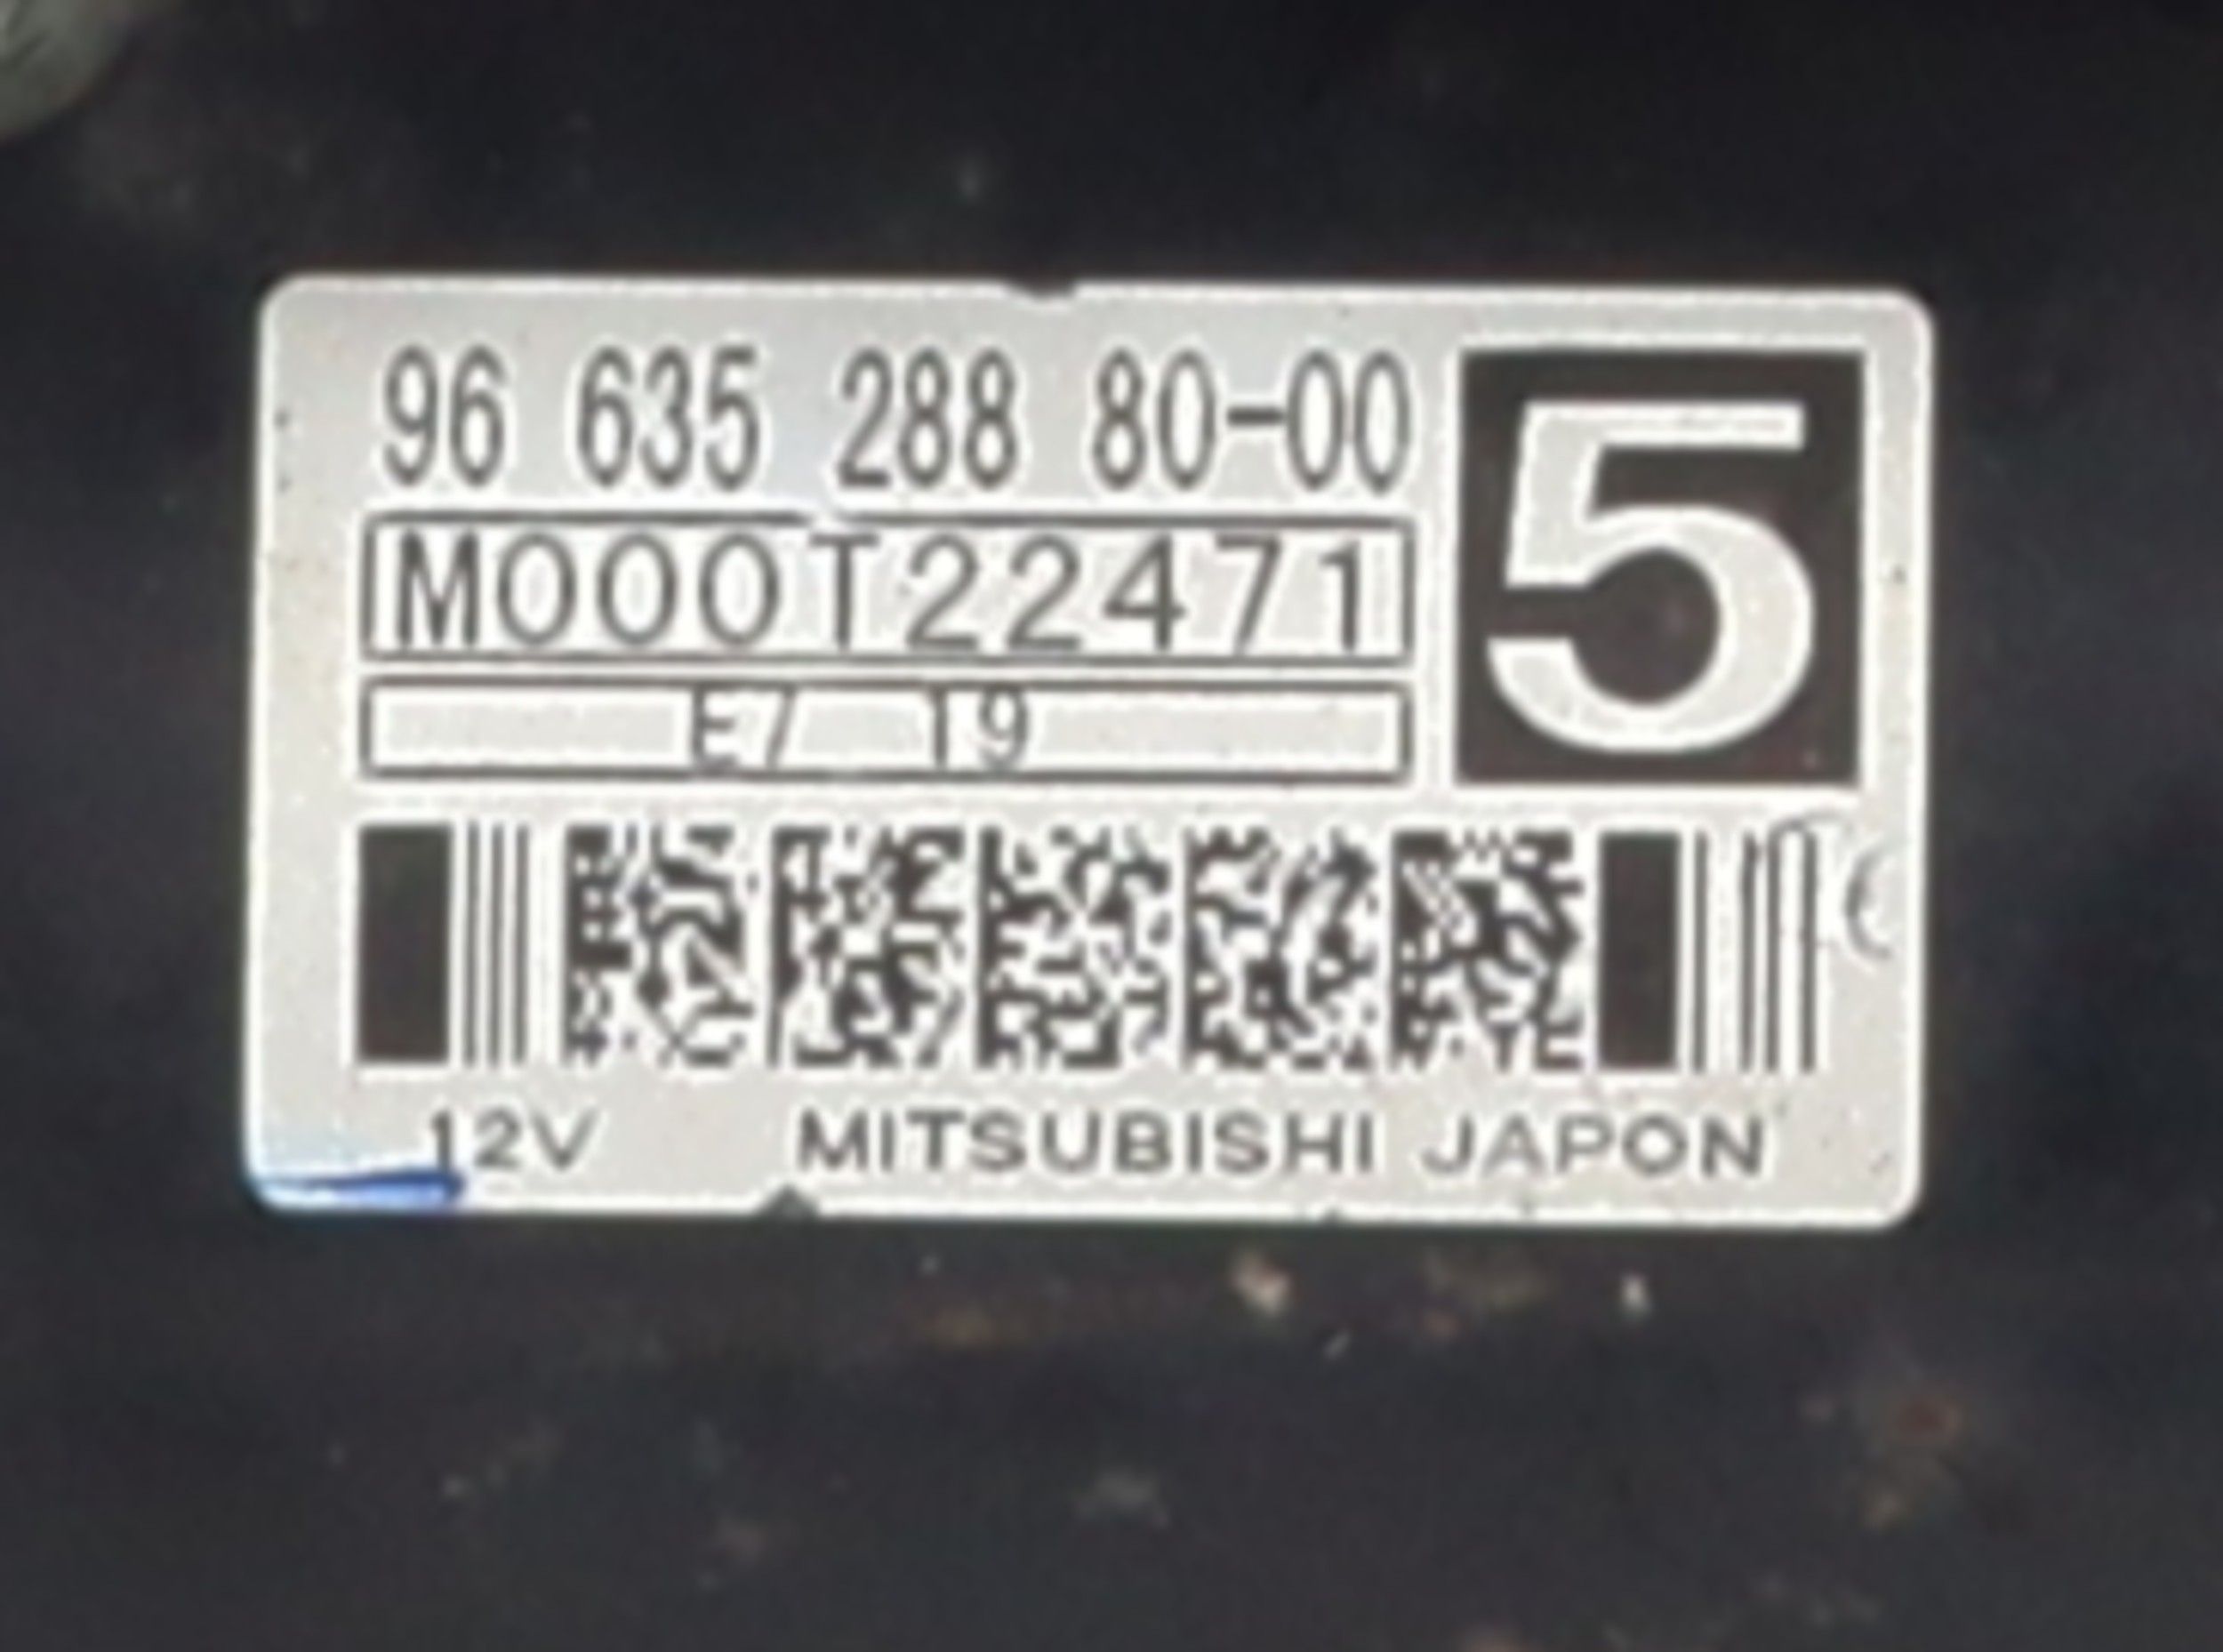 96 635 288 80-00
5
M000T22471
E7 19
12V MITSUBISHI JAPON